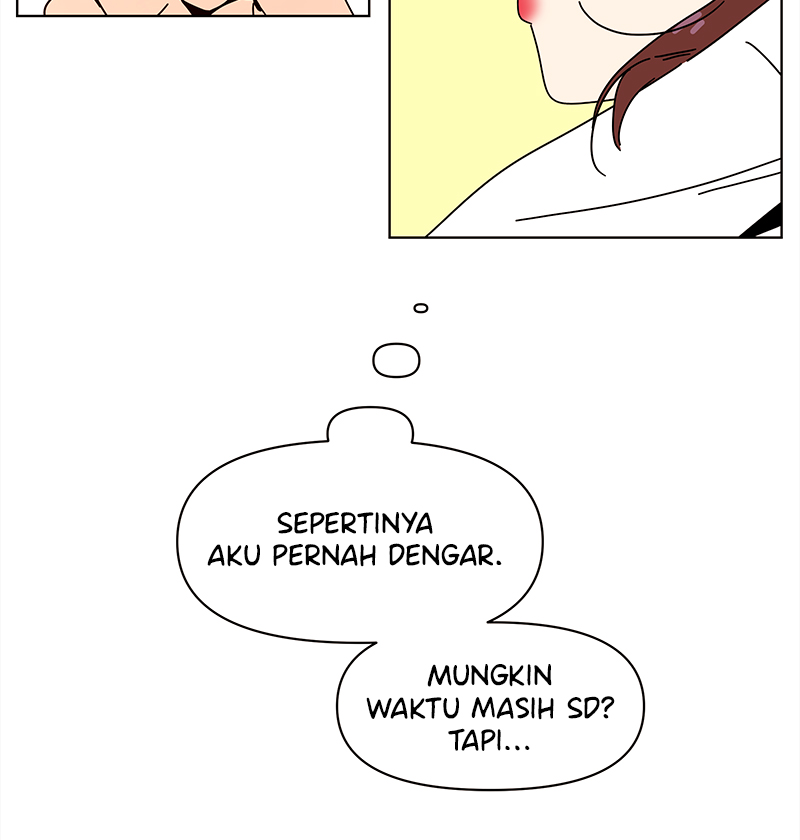 SEPERTINYA
AKU PERNAH DENGAR.
MUNGKIN
WAKTU MASIH SD?
TAPI...